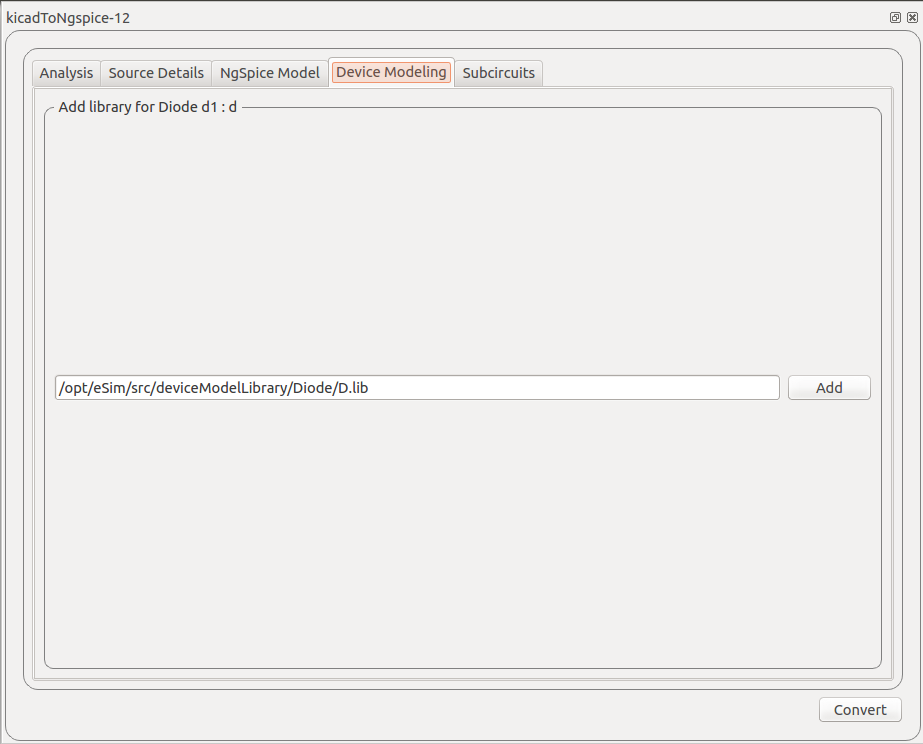 kicadToNgspice-12
Analysis Source Details NgSpice Model Device Modeling Subcircuits
Add library for Diode d1 : d
/opt/eSim/src/deviceModelLibrary/Diode/D.lib Add
Convert